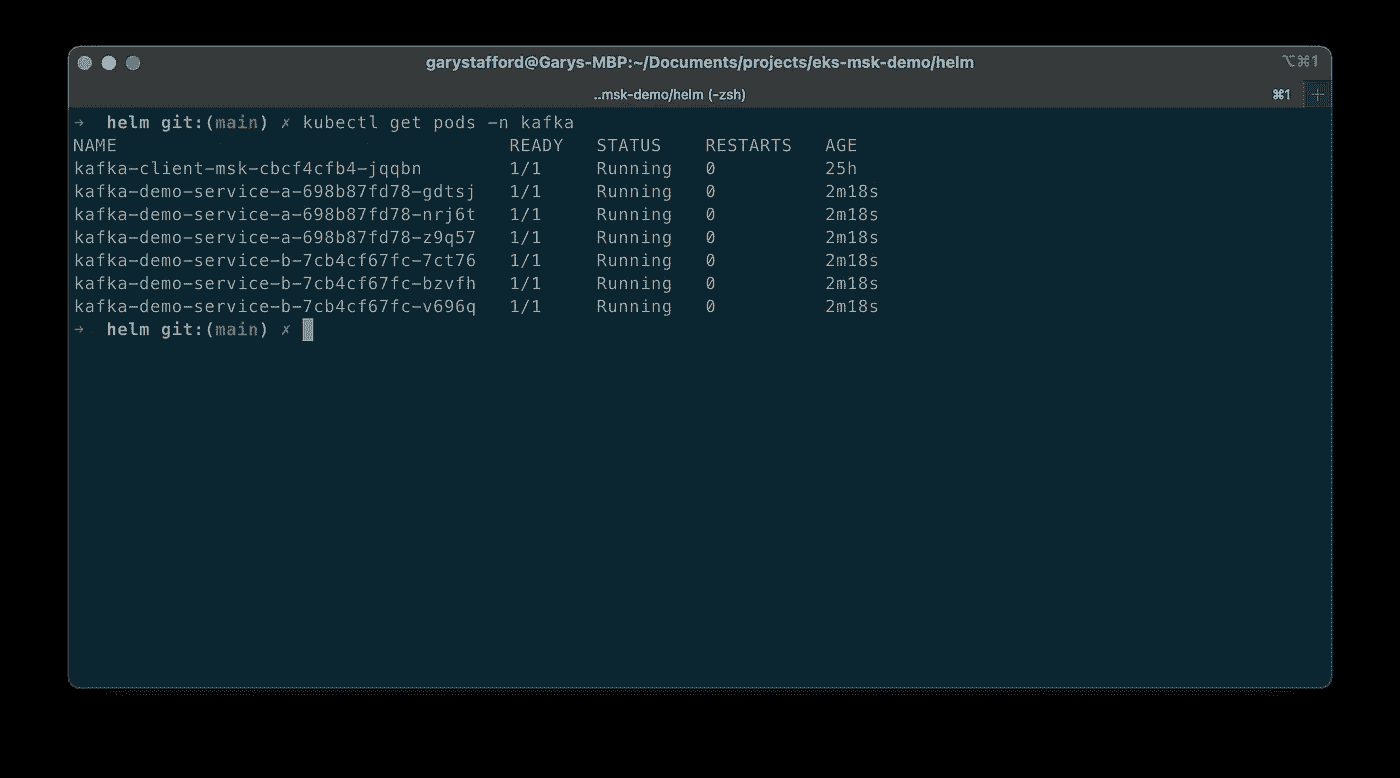 garystafford@Garys-MBP:~/Documents/projects/eks-msk-demo/helm ⌥⌘1
..msk-demo/helm (-zsh) ⌘1 +
→ helm git:(main) ✗ kubectl get pods -n kafka
NAME READY STATUS RESTARTS AGE
kafka-client-msk-cbcf4cfb4-jqqbn 1/1 Running 0 25h
kafka-demo-service-a-698b87fd78-gdtsj 1/1 Running 0 2m18s
kafka-demo-service-a-698b87fd78-nrj6t 1/1 Running 0 2m18s
kafka-demo-service-a-698b87fd78-z9q57 1/1 Running 0 2m18s
kafka-demo-service-b-7cb4cf67fc-7ct76 1/1 Running 0 2m18s
kafka-demo-service-b-7cb4cf67fc-bzvfh 1/1 Running 0 2m18s
kafka-demo-service-b-7cb4cf67fc-v696q 1/1 Running 0 2m18s
→ helm git:(main) ✗